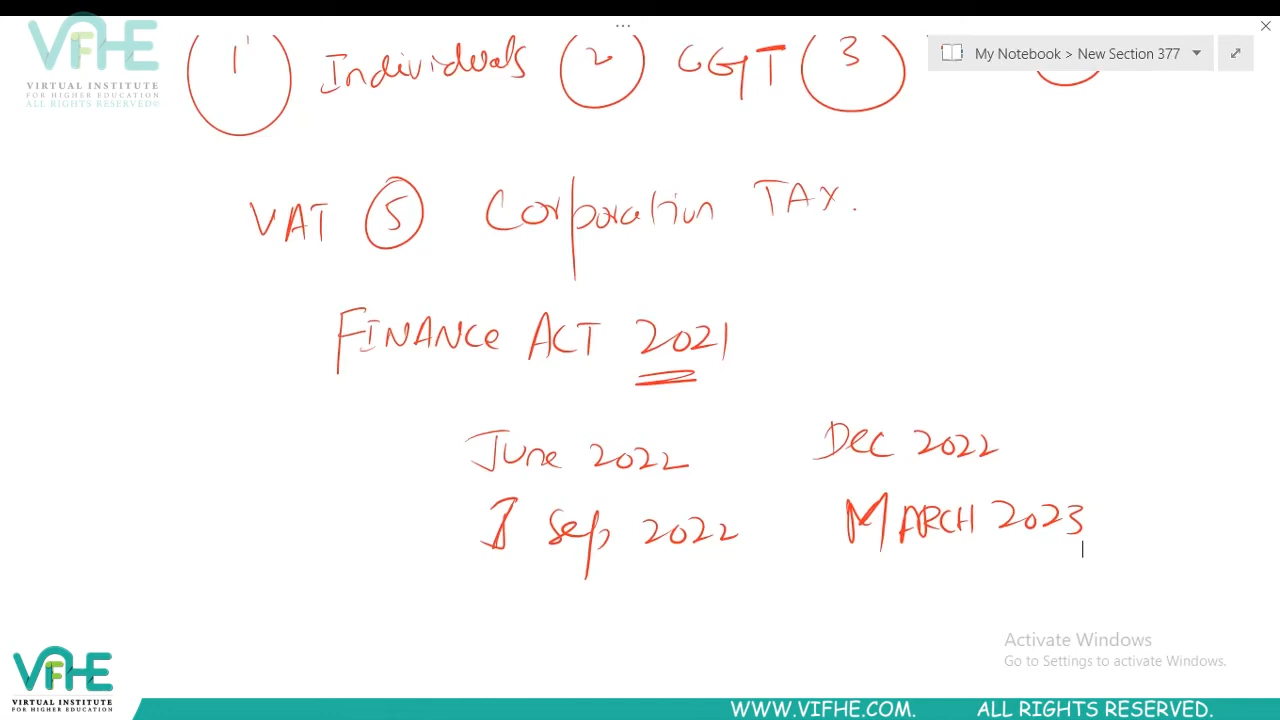 VFHE
VIRTUAL INSTITUTE
FOR HIGHER EDUCATION
ALL RIGHTS RESERVED©
1 Individuals 2 CGT 3
My Notebook > New Section 377
VAT 5 Corporation TAX.
FINANCE ACT 2021
June 2022 Dec 2022
Sep 2022 MARCH 2023
Activate Windows
Go to Settings to activate Windows.
VFHE
VIRTUAL INSTITUTE
FOR HIGHER EDUCATION
WWW.VIFHE.COM. ALL RIGHTS RESERVED.